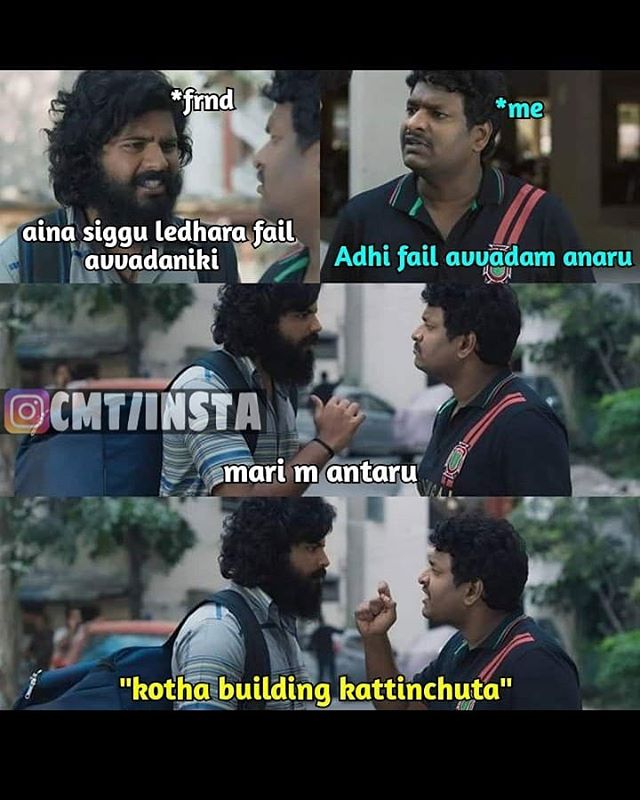 *frnd
*me
aina siggu ledhara fail
avvadaniki
Adhi fail avvadam anaru
CMT/INSTA
mari m antaru
"kotha building kattinchuta"